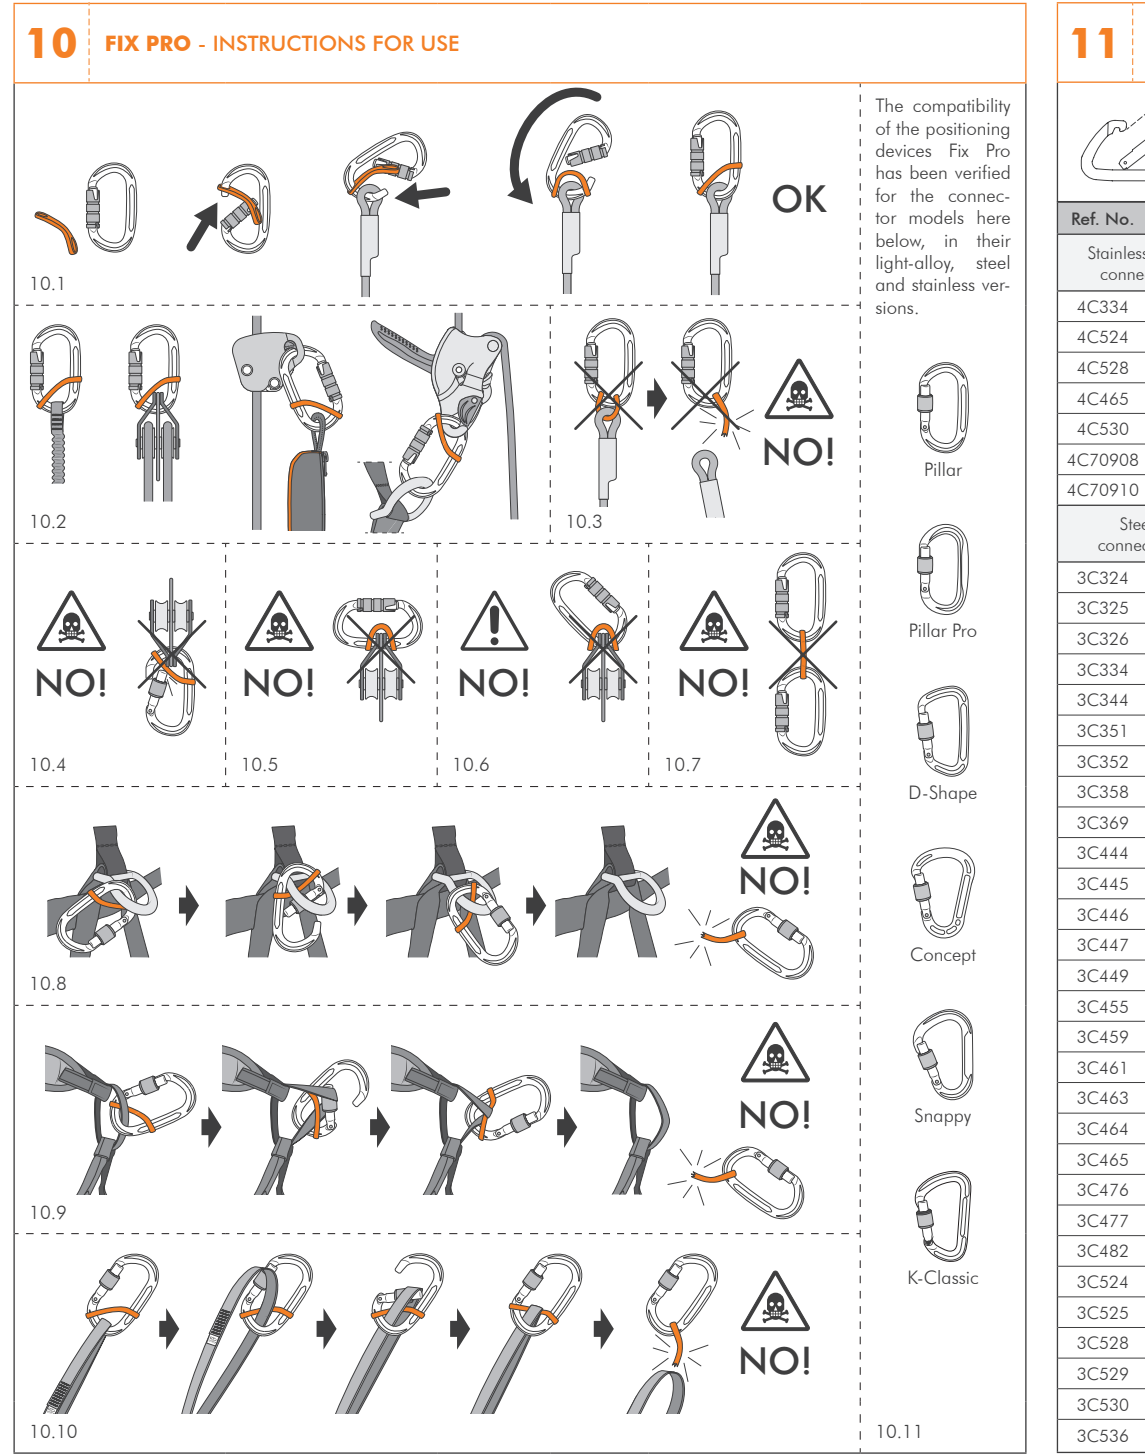 10
FIX PRO - INSTRUCTIONS FOR USE
OK
10.1
10.2
NO!
10.3
NO!
10.4
NO!
10.5
NO!
10.6
NO!
10.7
NO!
10.8
NO!
10.9
NO!
10.10
The compatibility
of the positioning
devices Fix Pro
has been verified
for the connec-
tor models here
below, in their
light-alloy, steel
and stainless ver-
sions.
Pillar
Pillar Pro
D-Shape
Concept
Snappy
K-Classic
10.11
11
Ref. No.
Stainless
conne
4C334
4C524
4C528
4C465
4C530
4C70908
4C70910
Stee
connec
3C324
3C325
3C326
3C334
3C344
3C351
3C352
3C358
3C369
3C444
3C445
3C446
3C447
3C449
3C455
3C459
3C461
3C463
3C464
3C465
3C476
3C477
3C482
3C524
3C525
3C528
3C529
3C530
3C536